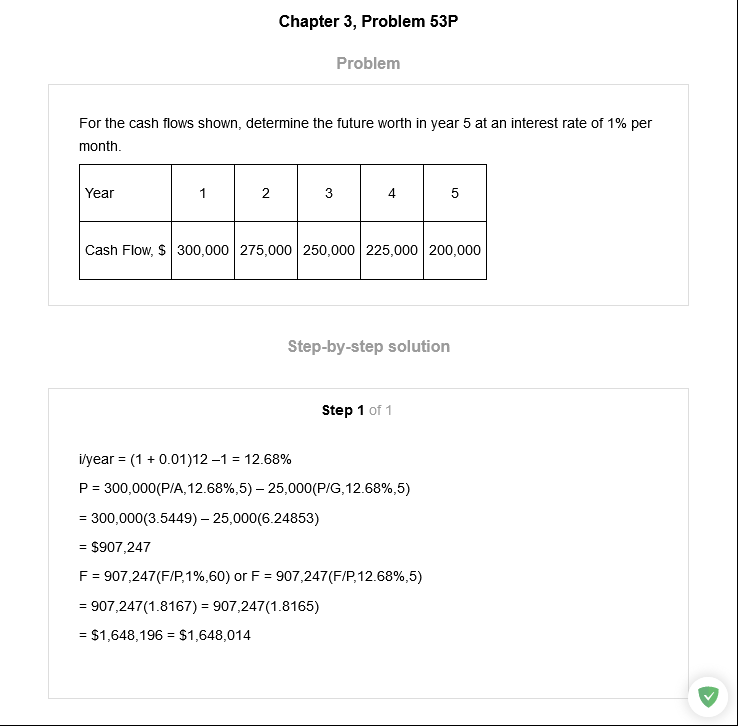 Chapter 3, Problem 53P
Problem
For the cash flows shown, determine the future worth in year 5 at an interest rate of 1% per
month.
Year 1 2 3 4 5
Cash Flow, $ 300,000 275,000 250,000 225,000 200,000
Step-by-step solution
Step 1 of 1
i/year = (1 + 0.01)12 –1 = 12.68%
P = 300,000(P/A,12.68%,5) – 25,000(P/G,12.68%,5)
= 300,000(3.5449) – 25,000(6.24853)
= $907,247
F = 907,247(F/P,1%,60) or F = 907,247(F/P,12.68%,5)
= 907,247(1.8167) = 907,247(1.8165)
= $1,648,196 = $1,648,014